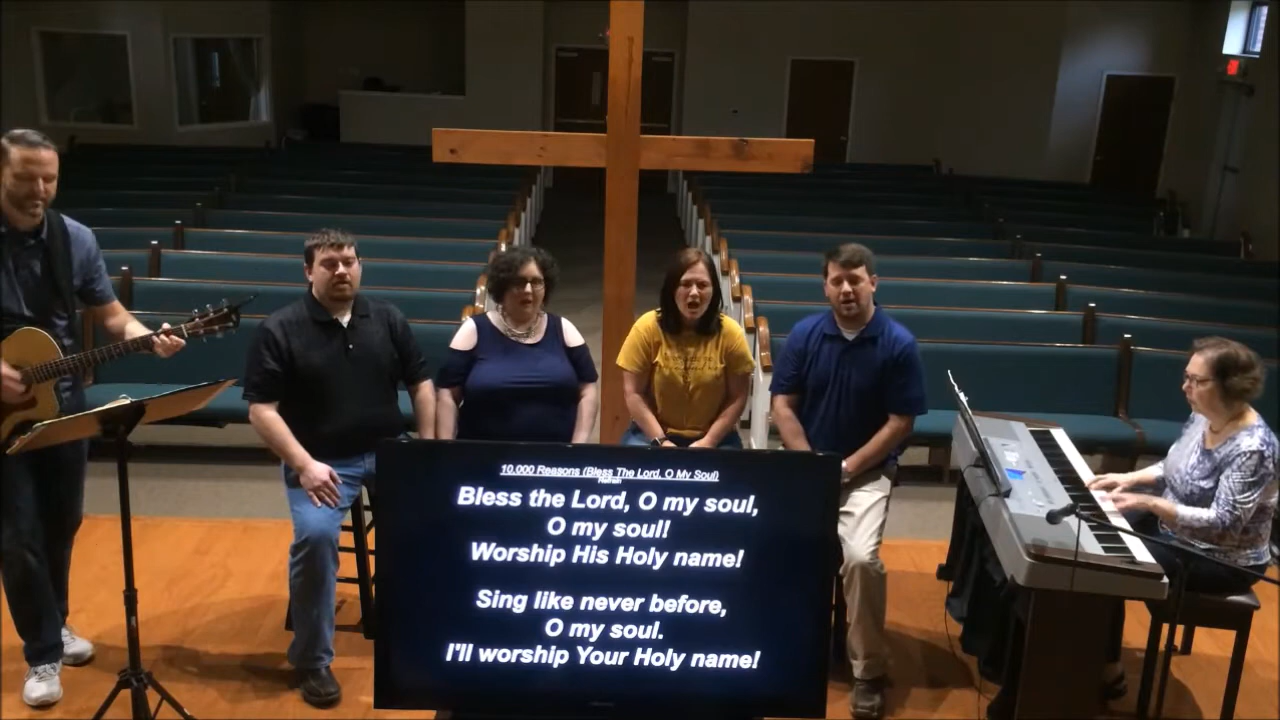 10,000 Reasons (Bless The Lord, O My Soul)
Refrain
Bless the Lord, O my soul,
O my soul!
Worship His Holy name!
Sing like never before,
O my soul.
I'll worship Your Holy name!